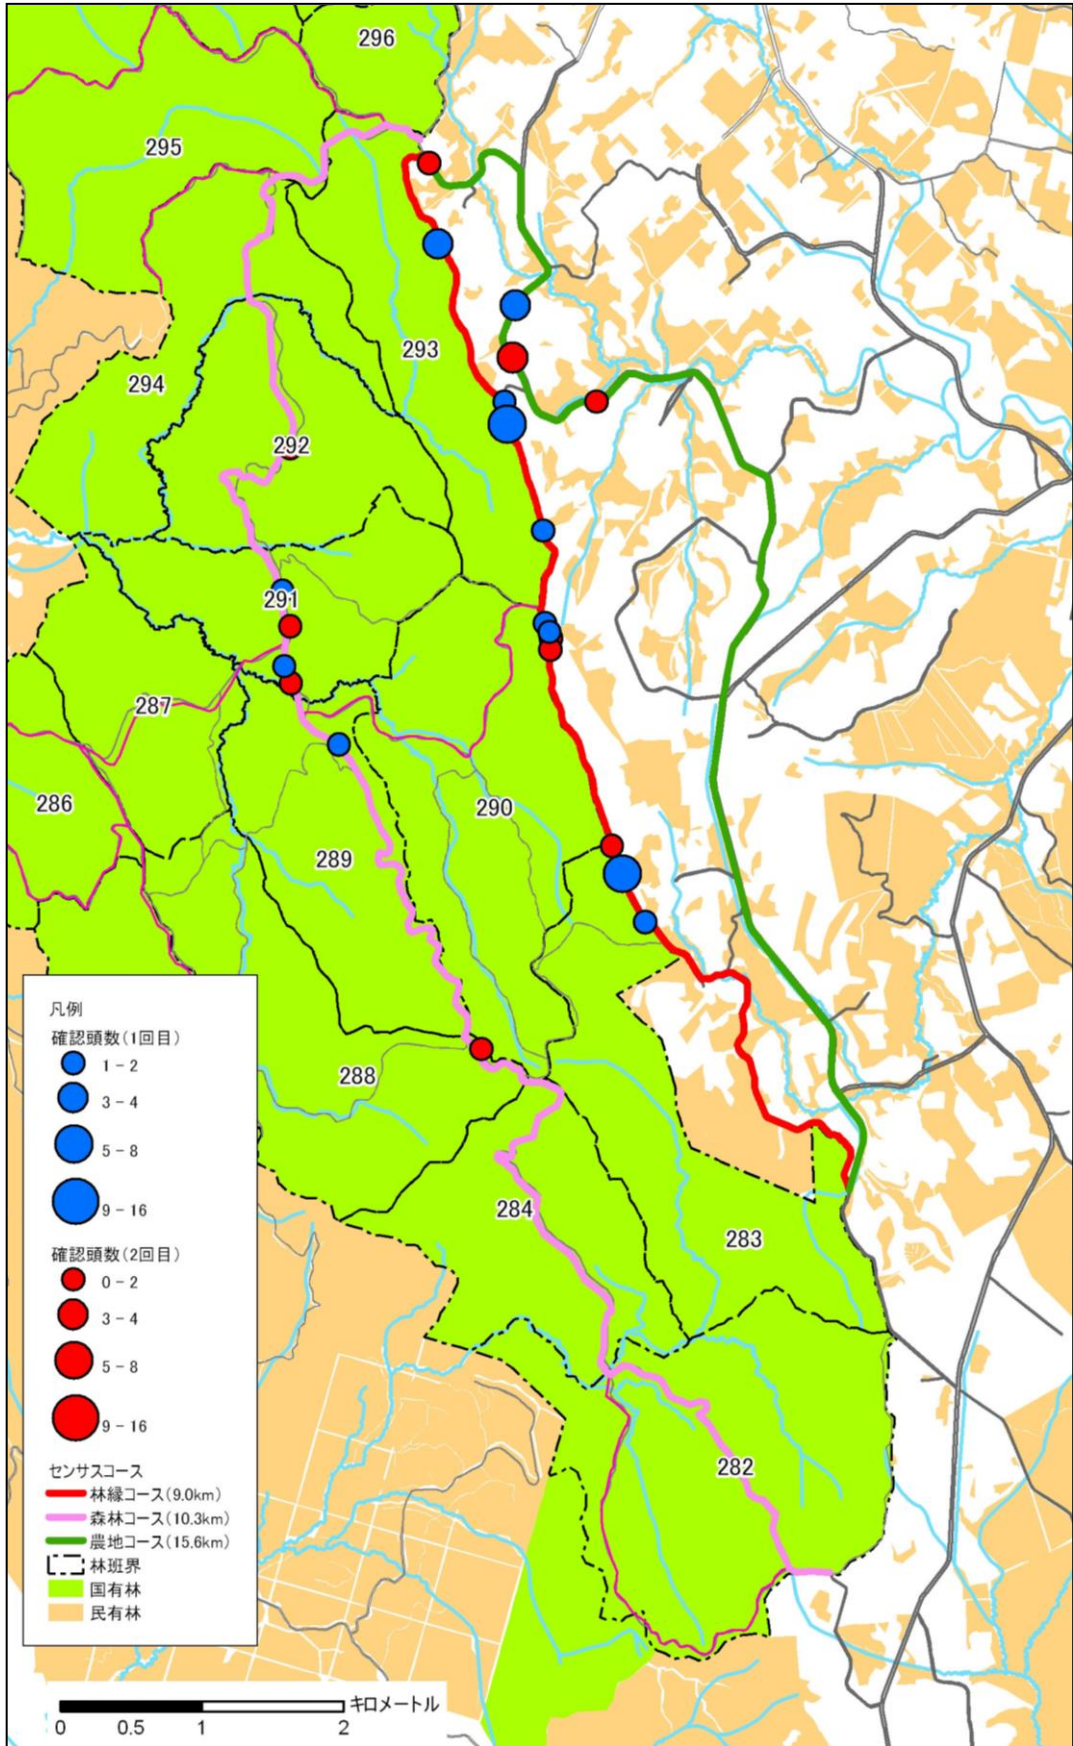 296
295
293
294
292
291
287
286
290
289
288
284
283
282
凡例
確認頭数(1回目)
1 - 2
3 - 4
5 - 8
9 - 16
確認頭数(2回目)
0 - 2
3 - 4
5 - 8
9 - 16
センサスコース
林縁コース(9.0km)
森林コース(10.3km)
農地コース(15.6km)
林班界
国有林
民有林
キロメートル
0 0.5 1 2